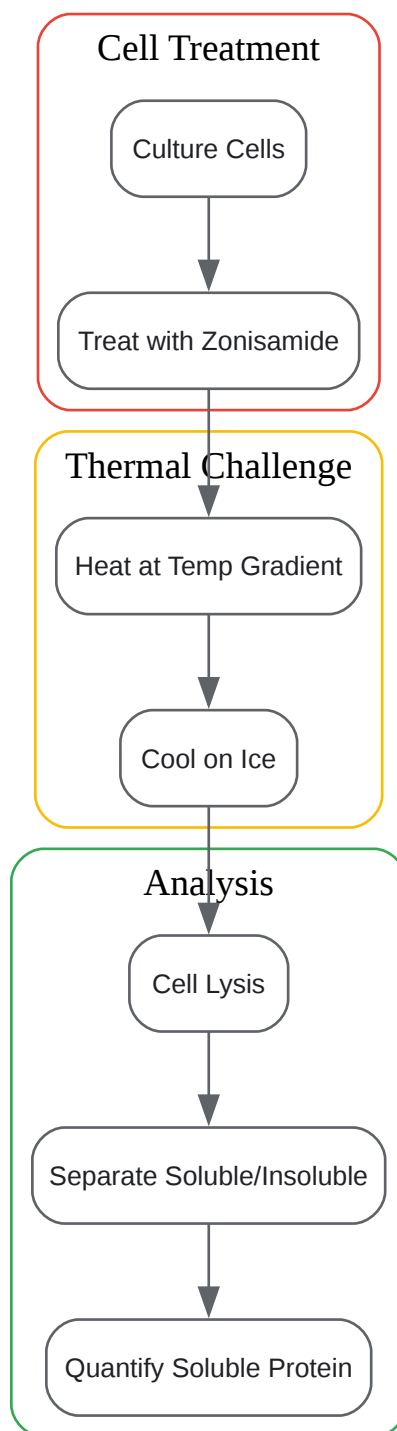 Cell Treatment
Culture Cells
Treat with Zonisamide
Thermal Challenge
Heat at Temp Gradient
Cool on Ice
Analysis
Cell Lysis
Separate Soluble/Insoluble
Quantify Soluble Protein